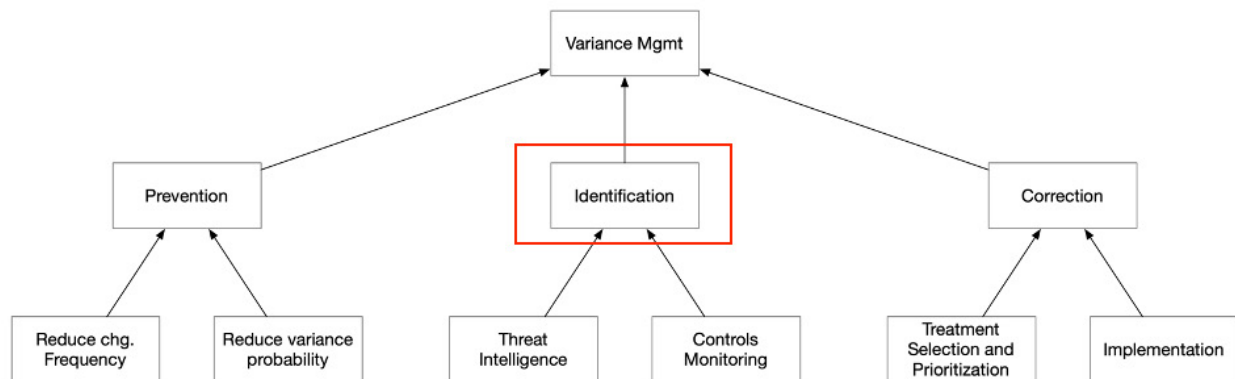 Variance Mgmt
Prevention
Identification
Correction
Reduce chg.
Frequency
Reduce variance
probability
Threat
Intelligence
Controls
Monitoring
Treatment
Selection and
Prioritization
Implementation